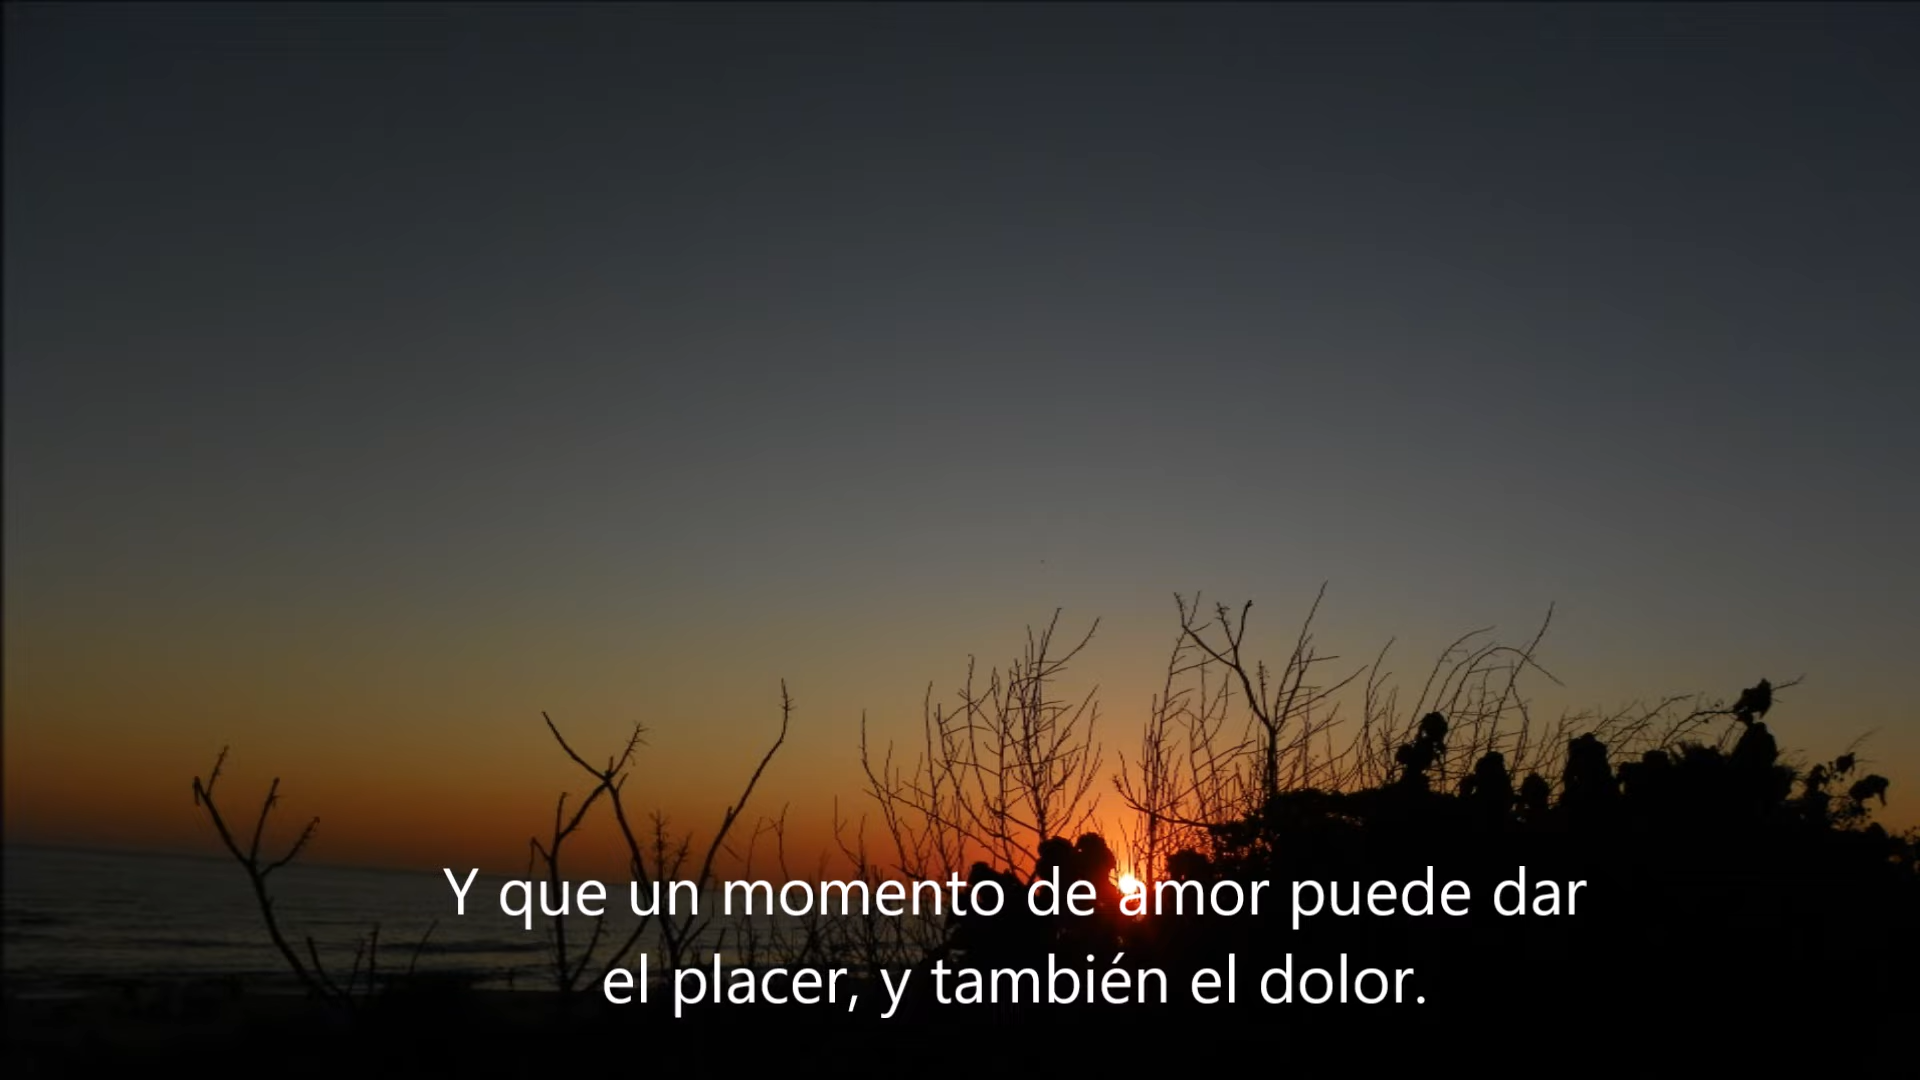 Y que un momento de amor puede dar
el placer, y también el dolor.